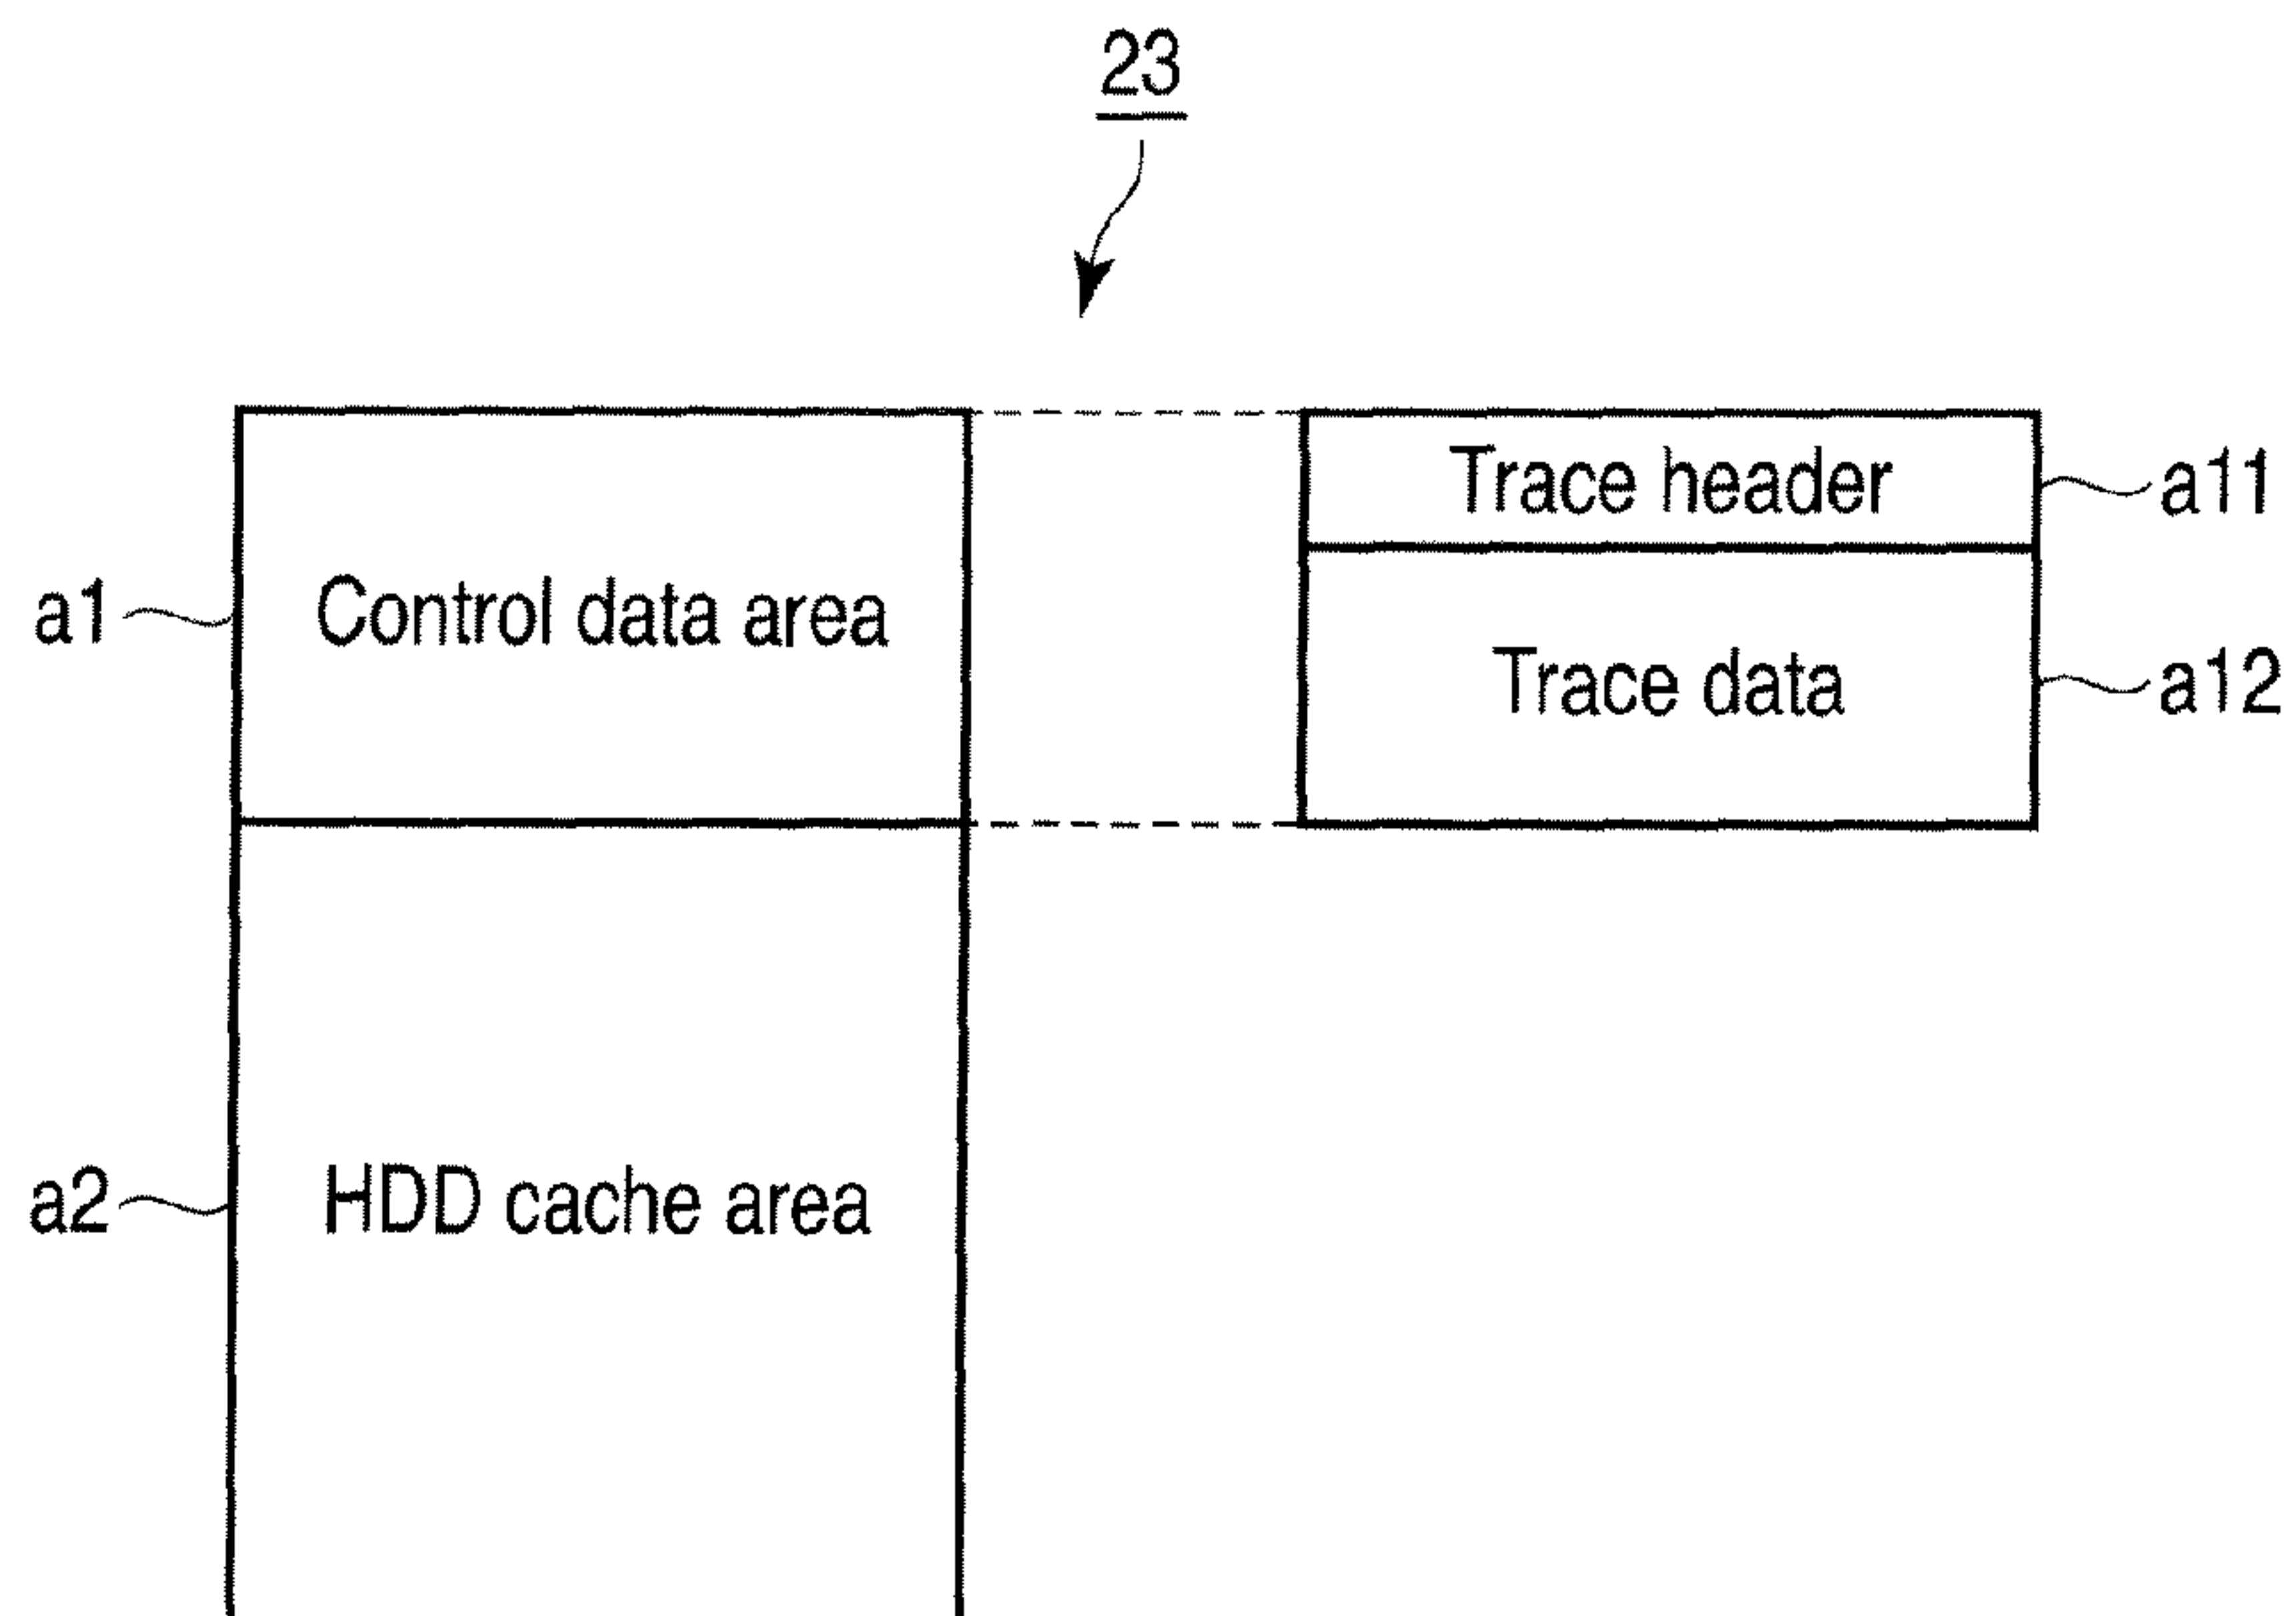 23
Trace header
a11
a1
Control data area
Trace data
a12
a2
HDD cache area